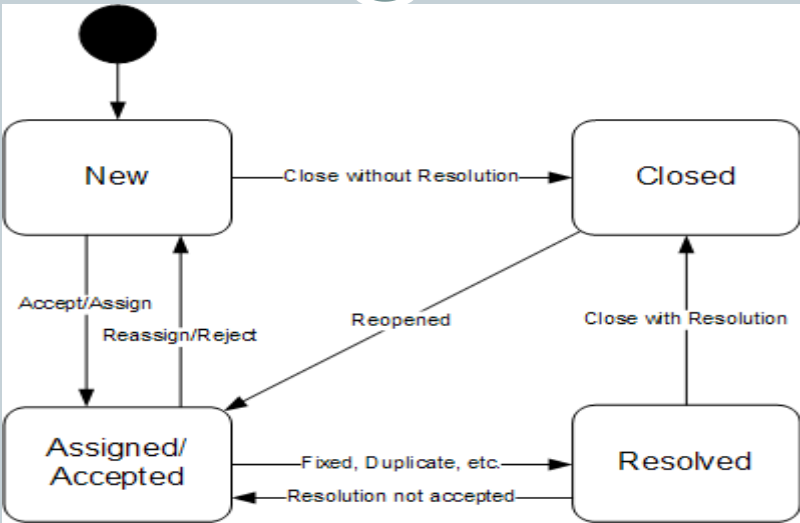 New
Close without Resolution
Closed
Accept/Assign
Reassign/Reject
Reopened
Close with Resolution
Assigned/
Accepted
Fixed, Duplicate, etc.
Resolved
Resolution not accepted